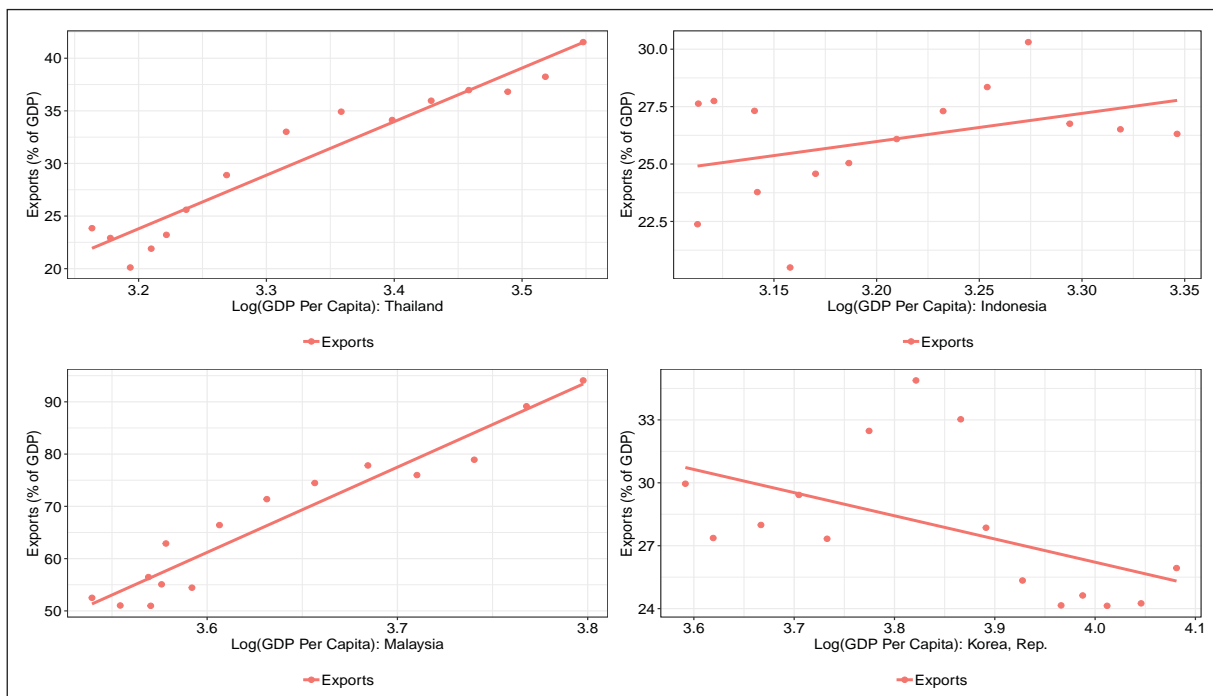 Exports (% of GDP)
40
35
30
25
20
3.2 3.3 3.4 3.5
Log(GDP Per Capita): Thailand
Exports
Exports (% of GDP)
30.0
27.5
25.0
22.5
3.15 3.20 3.25 3.30 3.35
Log(GDP Per Capita): Indonesia
Exports
Exports (% of GDP)
90
80
70
60
50
3.6 3.7 3.8
Log(GDP Per Capita): Malaysia
Exports
Exports (% of GDP)
33
30
27
24
3.6 3.7 3.8 3.9 4.0 4.1
Log(GDP Per Capita): Korea, Rep.
Exports